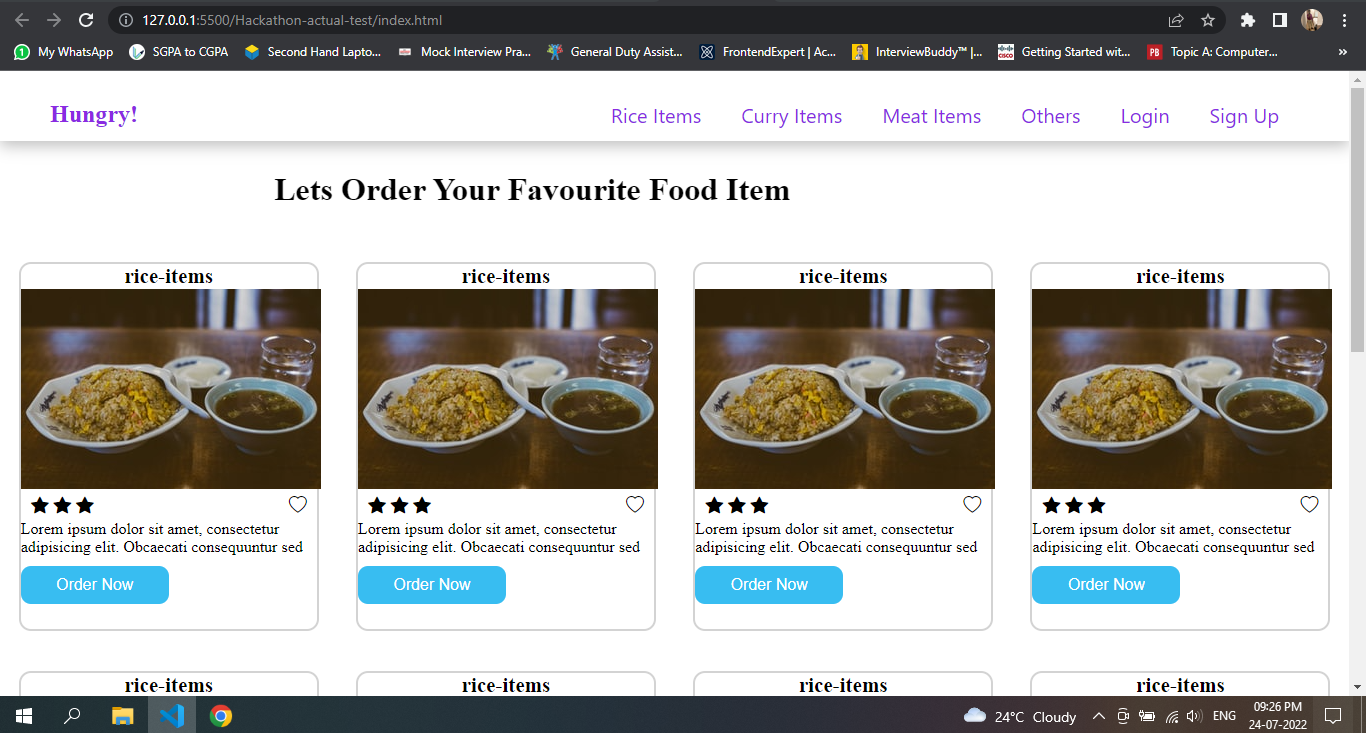 127.0.0.1:5500/Hackathon-actual-test/index.html
My WhatsApp SGPA to CGPA Second Hand Lapto... Mock Interview Pra... General Duty Assist... FrontendExpert | Ac... InterviewBuddy™ |... Getting Started wit... PB Topic A: Computer... »
Hungry! Rice Items Curry Items Meat Items Others Login Sign Up
Lets Order Your Favourite Food Item
rice-items rice-items rice-items rice-items
Lorem ipsum dolor sit amet, consectetur Lorem ipsum dolor sit amet, consectetur Lorem ipsum dolor sit amet, consectetur Lorem ipsum dolor sit amet, consectetur
adipisicing elit. Obcaecati consequuntur sed adipisicing elit. Obcaecati consequuntur sed adipisicing elit. Obcaecati consequuntur sed adipisicing elit. Obcaecati consequuntur sed
Order Now Order Now Order Now Order Now
rice-items rice-items rice-items rice-items
24°C Cloudy ENG 09:26 PM
24-07-2022